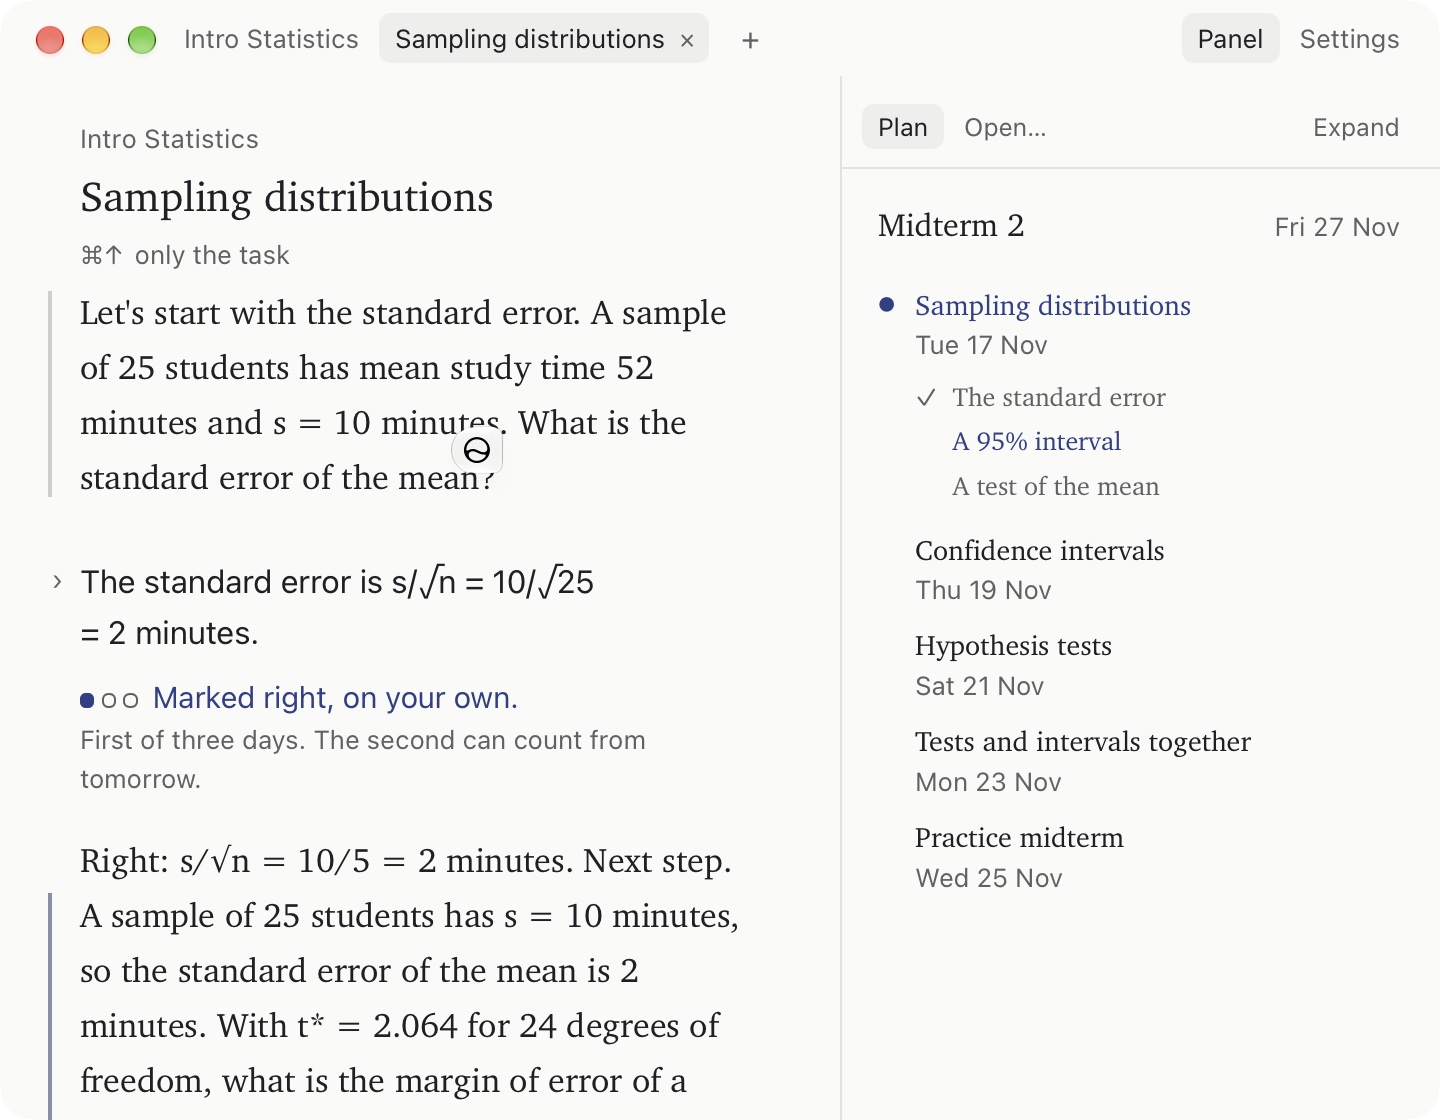 Intro Statistics
Sampling distributions ×
+
Panel
Settings
Intro Statistics
Sampling distributions
⌘↑ only the task
Let's start with the standard error. A sample
of 25 students has mean study time 52
minutes and s = 10 minutes. What is the
standard error of the mean?
› The standard error is s/√n = 10/√25
= 2 minutes.
Marked right, on your own.
First of three days. The second can count from
tomorrow.
Right: s/√n = 10/5 = 2 minutes. Next step.
A sample of 25 students has s = 10 minutes,
so the standard error of the mean is 2
minutes. With t* = 2.064 for 24 degrees of
freedom, what is the margin of error of a
Plan
Open...
Expand
Midterm 2
Fri 27 Nov
Sampling distributions
Tue 17 Nov
✓ The standard error
A 95% interval
A test of the mean
Confidence intervals
Thu 19 Nov
Hypothesis tests
Sat 21 Nov
Tests and intervals together
Mon 23 Nov
Practice midterm
Wed 25 Nov